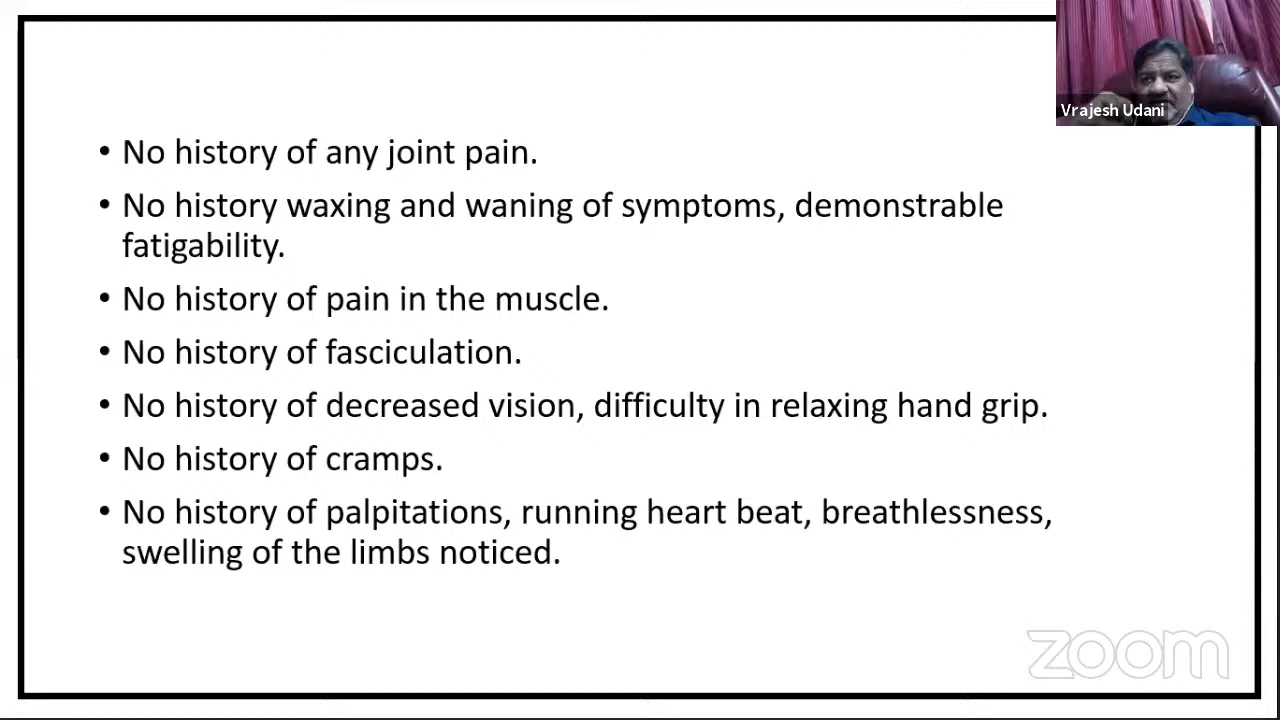 Vrajesh Udani
• No history of any joint pain.
• No history waxing and waning of symptoms, demonstrable
fatigability.
• No history of pain in the muscle.
• No history of fasciculation.
• No history of decreased vision, difficulty in relaxing hand grip.
• No history of cramps.
• No history of palpitations, running heart beat, breathlessness,
swelling of the limbs noticed.
zoom